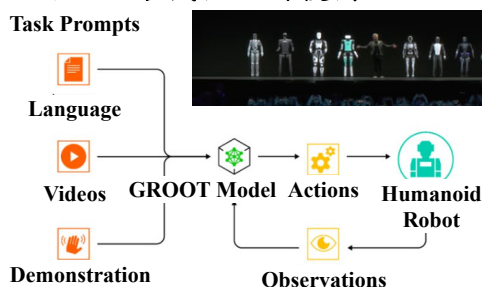 Task Prompts
Language
Videos
GROOT Model
Actions
Humanoid
Robot
Demonstration
Observations